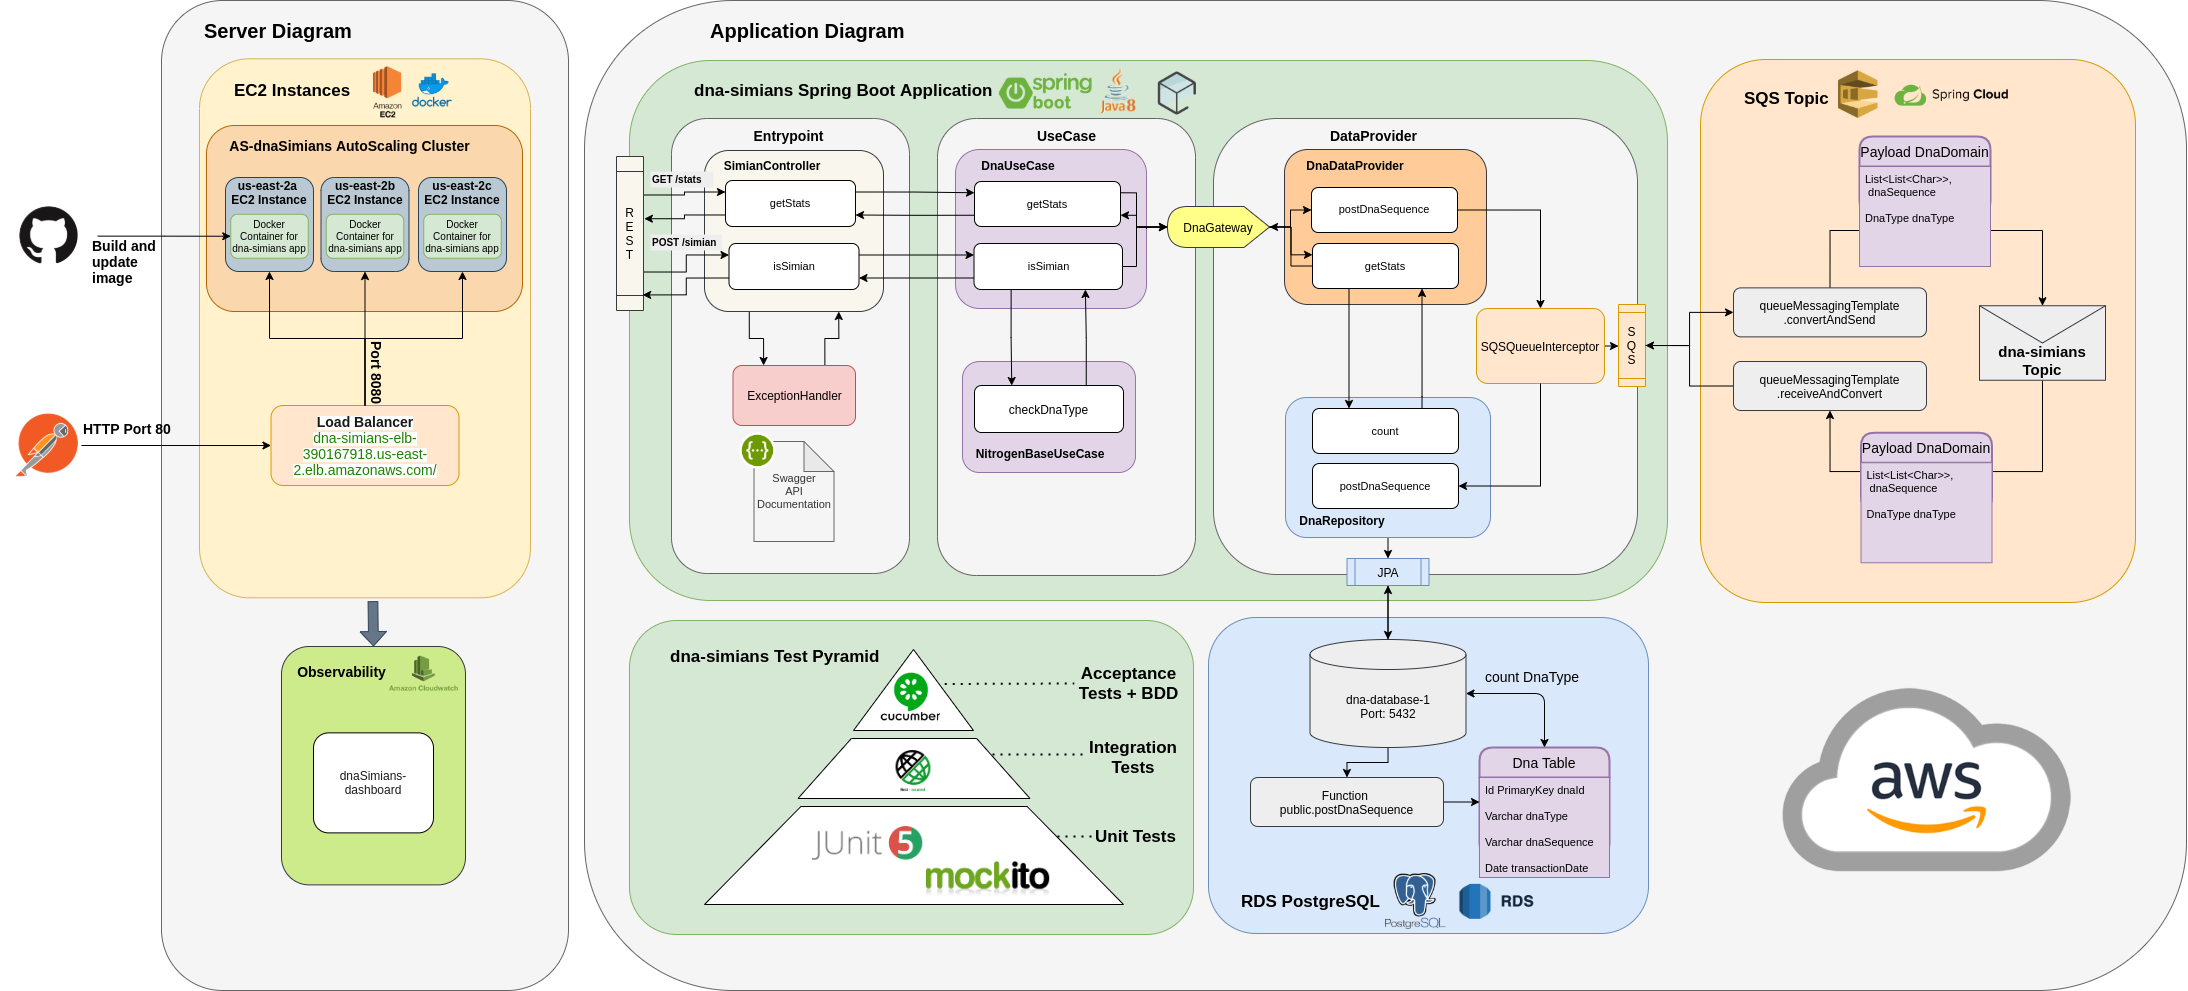 Server Diagram
EC2 Instances
Amazon
EC2
docker
AS-dnaSimians AutoScaling Cluster
us-east-2a
EC2 Instance
Docker
Container for
dna-simians app
us-east-2b
EC2 Instance
Docker
Container for
dna-simians app
us-east-2c
EC2 Instance
Docker
Container for
dna-simians app
Build and
update
image
Port 8080
HTTP Port 80
Load Balancer
dna-simians-elb-
390167918.us-east-
2.elb.amazonaws.com/
Observability
Amazon Cloudwatch
dnaSimians-
dashboard
Application Diagram
dna-simians Spring Boot Application
spring
boot
Java8
REST
GET /stats
POST /simian
Entrypoint
SimianController
getStats
isSimian
ExceptionHandler
Swagger
API
Documentation
UseCase
DnaUseCase
getStats
isSimian
checkDnaType
NitrogenBaseUseCase
DnaGateway
DataProvider
DnaDataProvider
postDnaSequence
getStats
SQSQueueInterceptor
count
postDnaSequence
DnaRepository
JPA
SQS
SQS Topic
Spring Cloud
Payload DnaDomain
List<List<Char>>,
dnaSequence
DnaType dnaType
queueMessagingTemplate
.convertAndSend
dna-simians
Topic
queueMessagingTemplate
.receiveAndConvert
Payload DnaDomain
List<List<Char>>,
dnaSequence
DnaType dnaType
dna-simians Test Pyramid
cucumber
Acceptance
Tests + BDD
Integration
Tests
JUnit 5
mockito
Unit Tests
dna-database-1
Port: 5432
count DnaType
Function
public.postDnaSequence
Dna Table
Id PrimaryKey dnaId
Varchar dnaType
Varchar dnaSequence
Date transactionDate
RDS PostgreSQL
PostgreSQL
RDS
aws